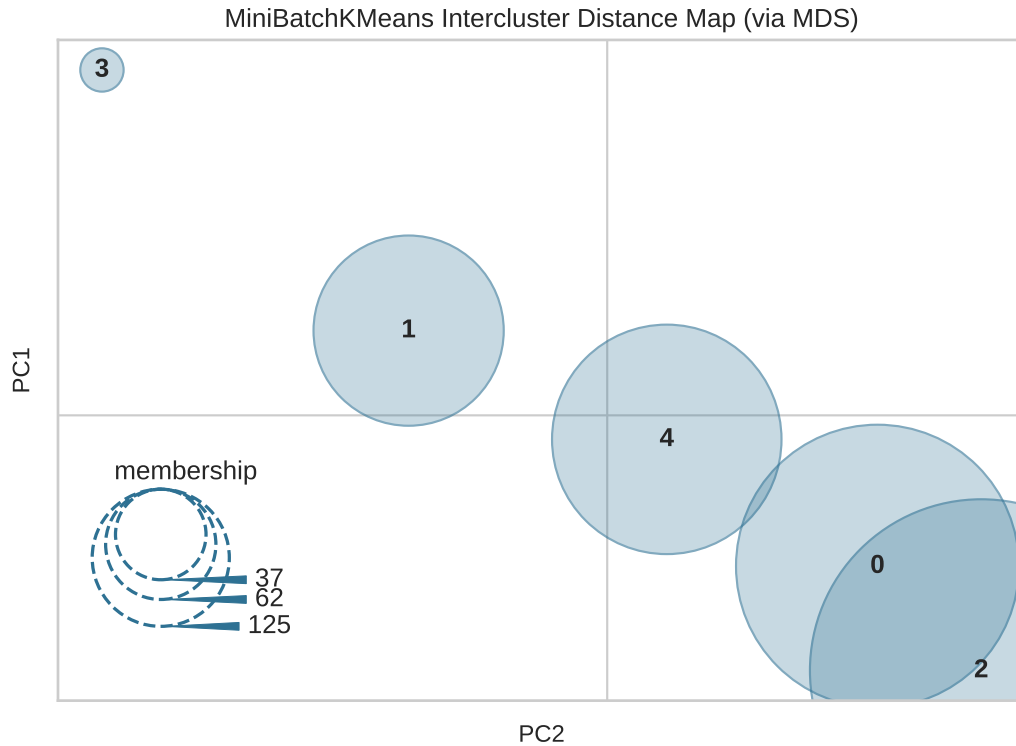 MiniBatchKMeans Intercluster Distance Map (via MDS)
3
1
4
0
2
PC1
membership
37
62
125
PC2